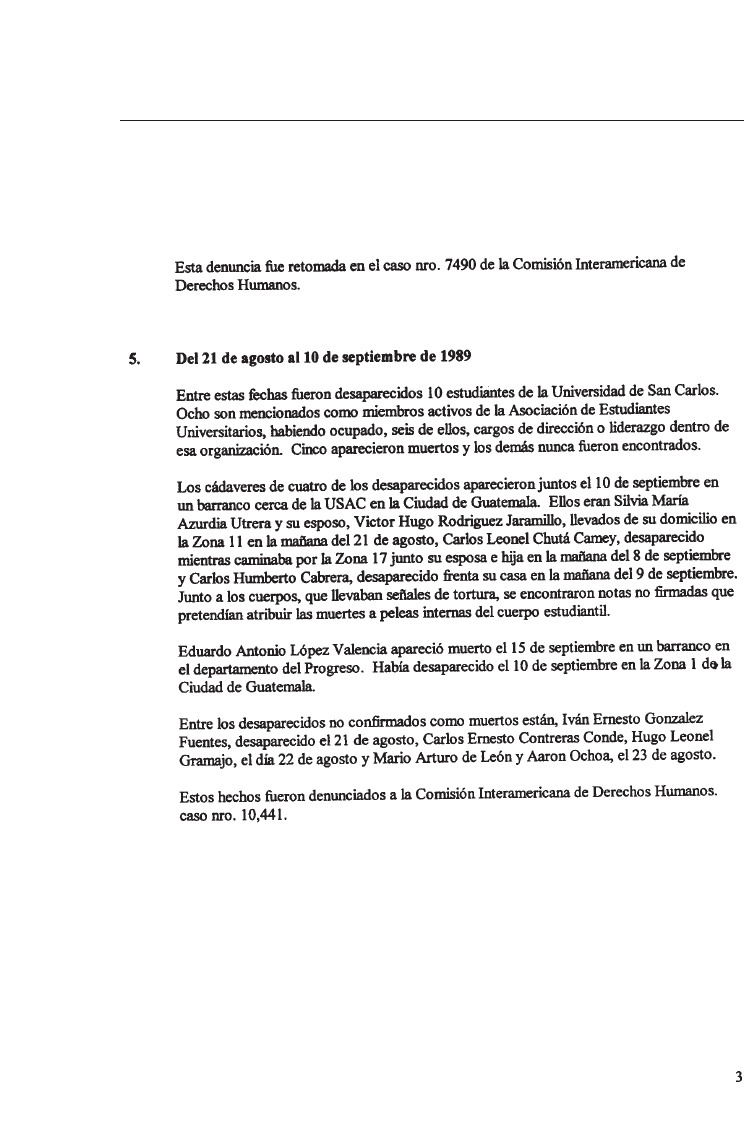 Esta denuncia fue retomada en el caso nro. 7490 de la Comisión Interamericana de
Derechos Humanos.
5. Del 21 de agosto al 10 de septiembre de 1989
Entre estas fechas fueron desaparecidos 10 estudiantes de la Universidad de San Carlos.
Ocho son mencionados como miembros activos de la Asociación de Estudiantes
Universitarios, habiendo ocupado, seis de ellos, cargos de dirección o liderazgo dentro de
esa organización. Cinco aparecieron muertos y los demás nunca fueron encontrados.
Los cádaveres de cuatro de los desaparecidos aparecieron juntos el 10 de septiembre en
un barranco cerca de la USAC en la Ciudad de Guatemala. Ellos eran Silvia María
Azurdia Utrera y su esposo, Victor Hugo Rodriguez Jaramillo, llevados de su domicilio en
la Zona 11 en la mañana del 21 de agosto, Carlos Leonel Chutá Camey, desaparecido
mientras caminaba por la Zona 17 junto su esposa e hija en la mañana del 8 de septiembre
y Carlos Humberto Cabrera, desaparecido frenta su casa en la mañana del 9 de septiembre.
Junto a los cuerpos, que llevaban señales de tortura, se encontraron notas no firmadas que
pretendían atribuir las muertes a peleas internas del cuerpo estudiantil.
Eduardo Antonio López Valencia apareció muerto el 15 de septiembre en un barranco en
el departamento del Progreso. Había desaparecido el 10 de septiembre en la Zona 1 de la
Ciudad de Guatemala.
Entre los desaparecidos no confirmados como muertos están, Iván Ernesto Gonzalez
Fuentes, desaparecido el 21 de agosto, Carlos Ernesto Contreras Conde, Hugo Leonel
Gramajo, el día 22 de agosto y Mario Arturo de León y Aaron Ochoa, el 23 de agosto.
Estos hechos fueron denunciados a la Comisión Interamericana de Derechos Humanos.
caso nro. 10,441.
3